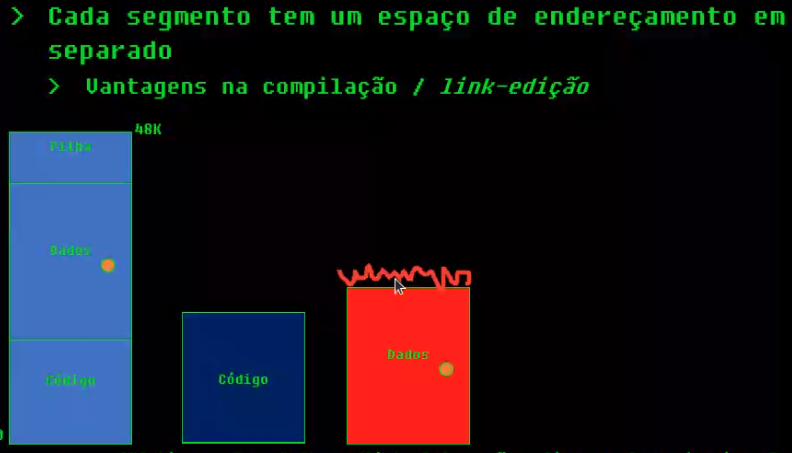 > Cada segmento tem um espaço de endereçamento em
separado
> Vantagens na compilação / link-edição
48K
Pilha
Dados
Código
Código
Dados